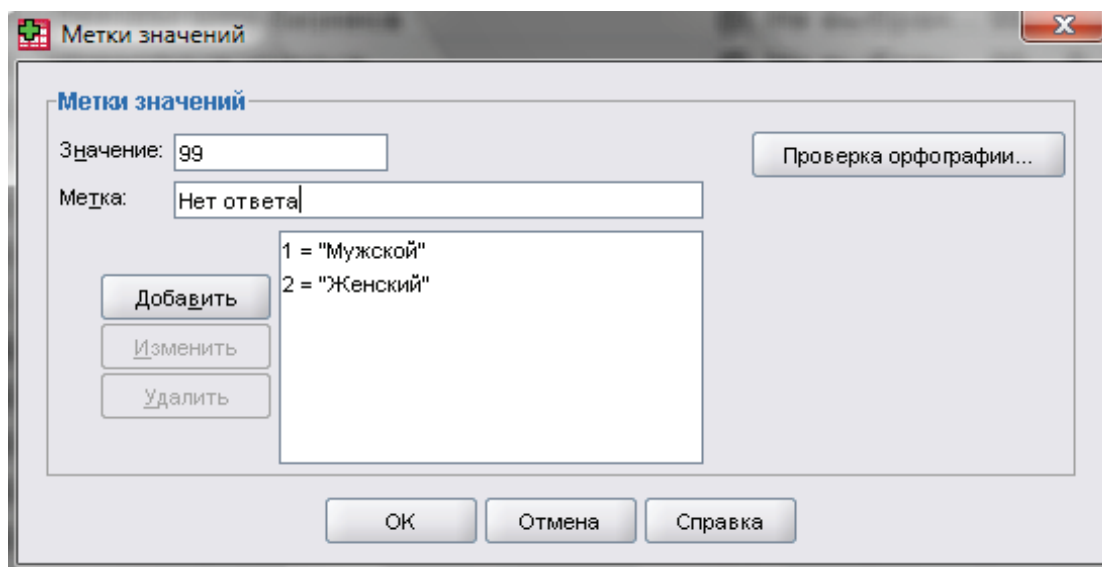 Метки значений
Метки значений
Значение: 99
Проверка орфографии...
Метка: Нет ответа
1 = "Мужской"
2 = "Женский"
Добавить
Изменить
Удалить
ОК
Отмена
Справка